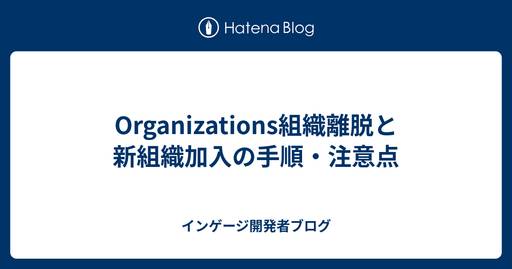 Hatena Blog
Organizations組織離脱と
新組織加入の手順・注意点
インゲージ開発者ブログ